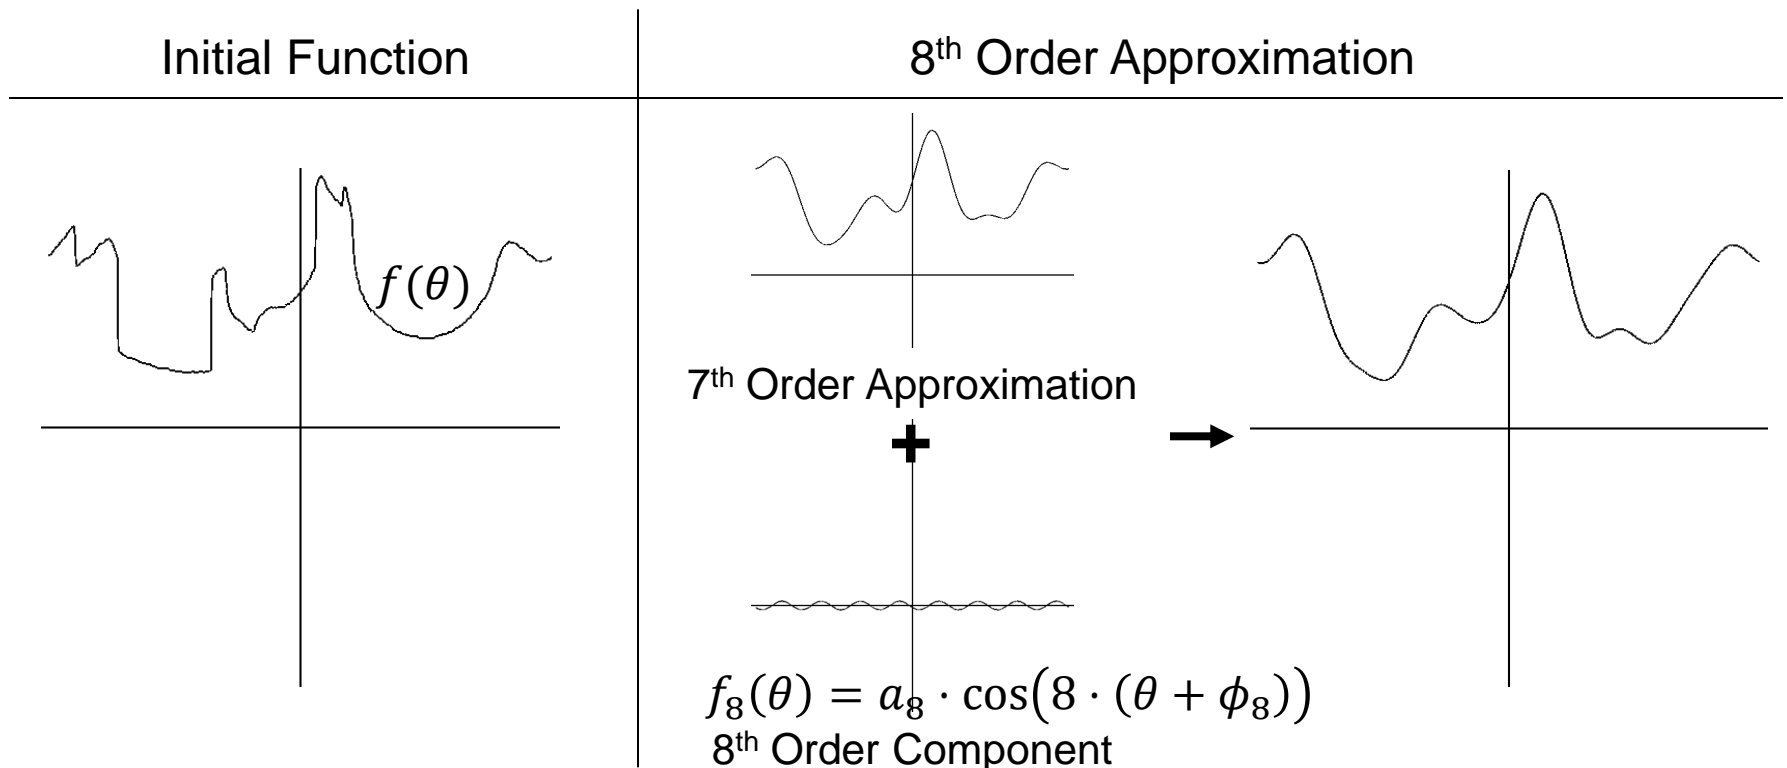 Initial Function
8th Order Approximation
f(θ)
7th Order Approximation
+
f₈(θ) = a₈ · cos(8 · (θ + ϕ₈))
8th Order Component